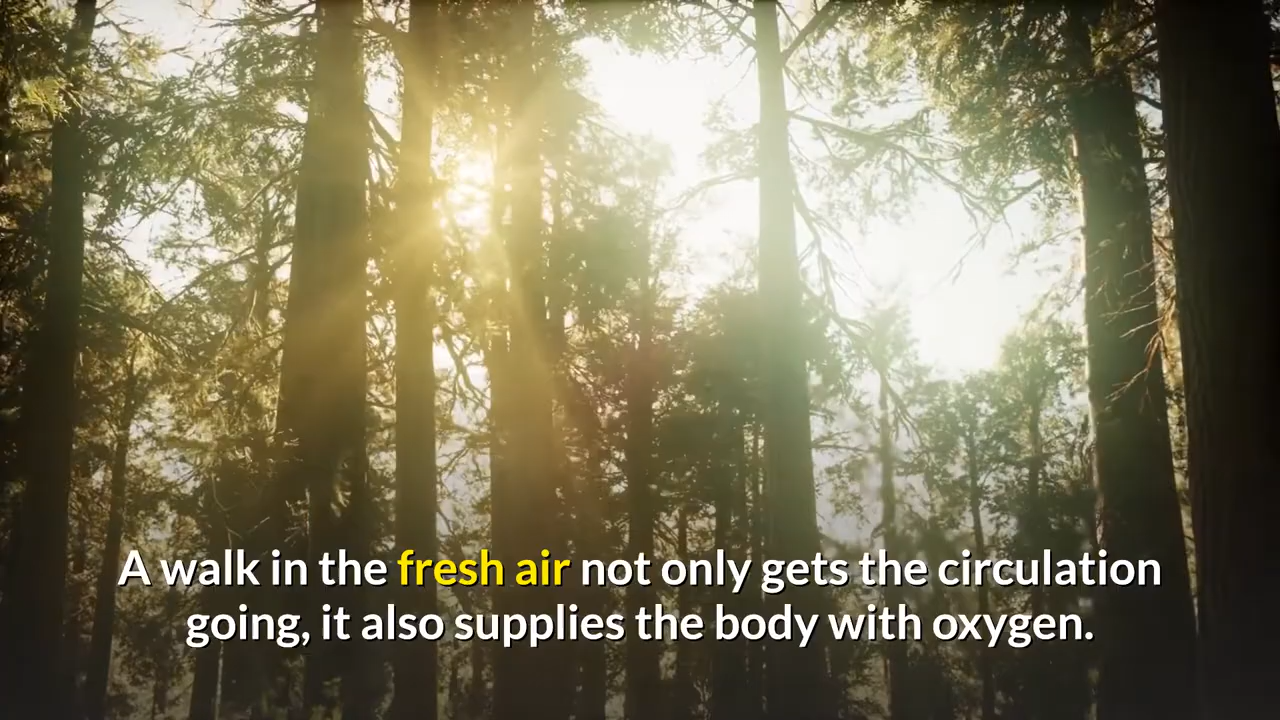 A walk in the fresh air not only gets the circulation
going, it also supplies the body with oxygen.